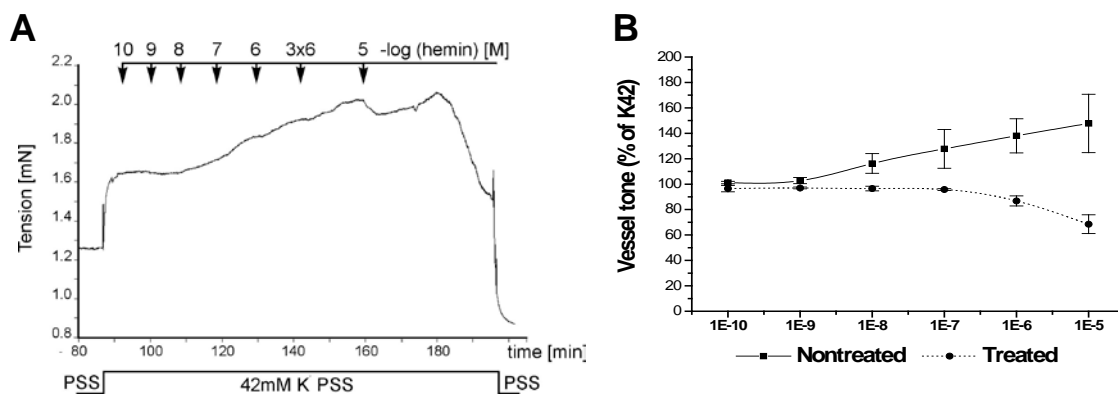 A
10 9 8 7 6 3x6 5 -log (hemin) [M]
2.2
2.0
1.8
1.6
1.4
1.2
1.0
0.8
Tension [mN]
80 100 120 140 160 180 time [min]
PSS 42mM K PSS PSS
B
Vessel tone (% of K42)
200
180
160
140
120
100
80
60
40
20
0
1E-10 1E-9 1E-8 1E-7 1E-6 1E-5
Nontreated Treated